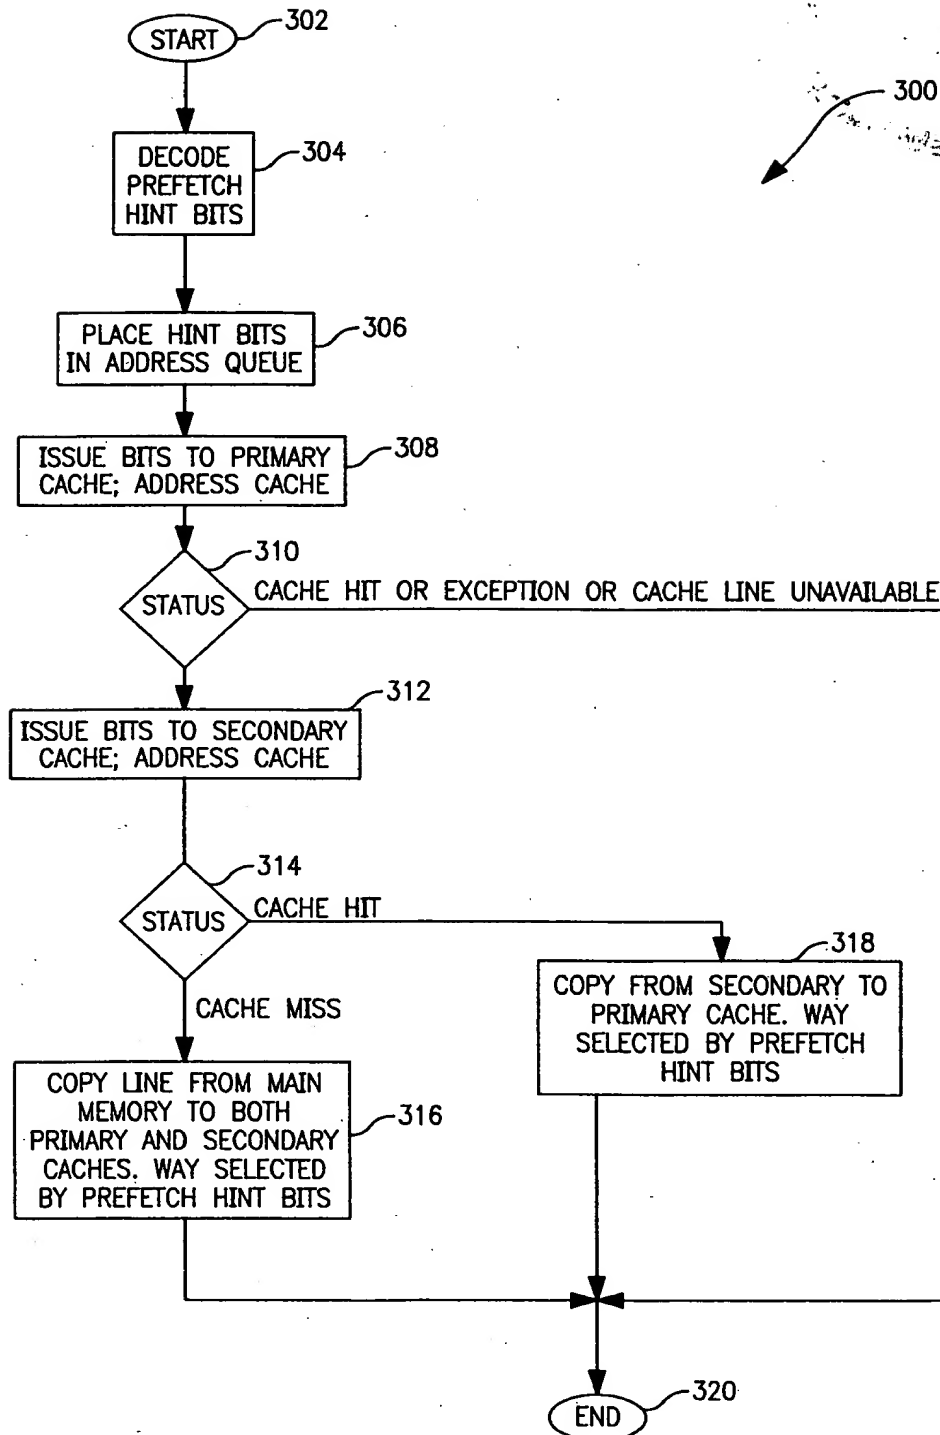 302
START
300
304
DECODE
PREFETCH
HINT BITS
306
PLACE HINT BITS
IN ADDRESS QUEUE
308
ISSUE BITS TO PRIMARY
CACHE; ADDRESS CACHE
310
STATUS
CACHE HIT OR EXCEPTION OR CACHE LINE UNAVAILABLE
312
ISSUE BITS TO SECONDARY
CACHE; ADDRESS CACHE
314
STATUS
CACHE HIT
318
COPY FROM SECONDARY TO
PRIMARY CACHE. WAY
SELECTED BY PREFETCH
HINT BITS
CACHE MISS
316
COPY LINE FROM MAIN
MEMORY TO BOTH
PRIMARY AND SECONDARY
CACHES. WAY SELECTED
BY PREFETCH HINT BITS
320
END